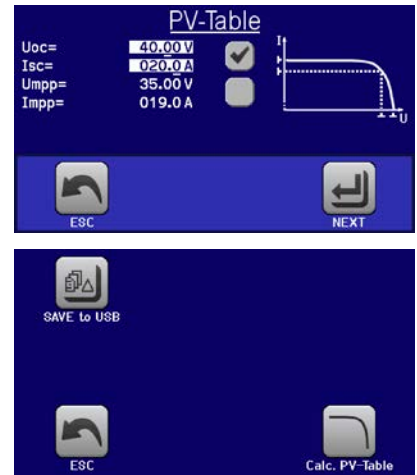 PV-Table
Uoc= 40.00 V
Isc= 020.0 A
Umpp= 35.00 V
Impp= 019.0 A
I
U
ESC NEXT
SAVE to USB
ESC Calc. PV-Table